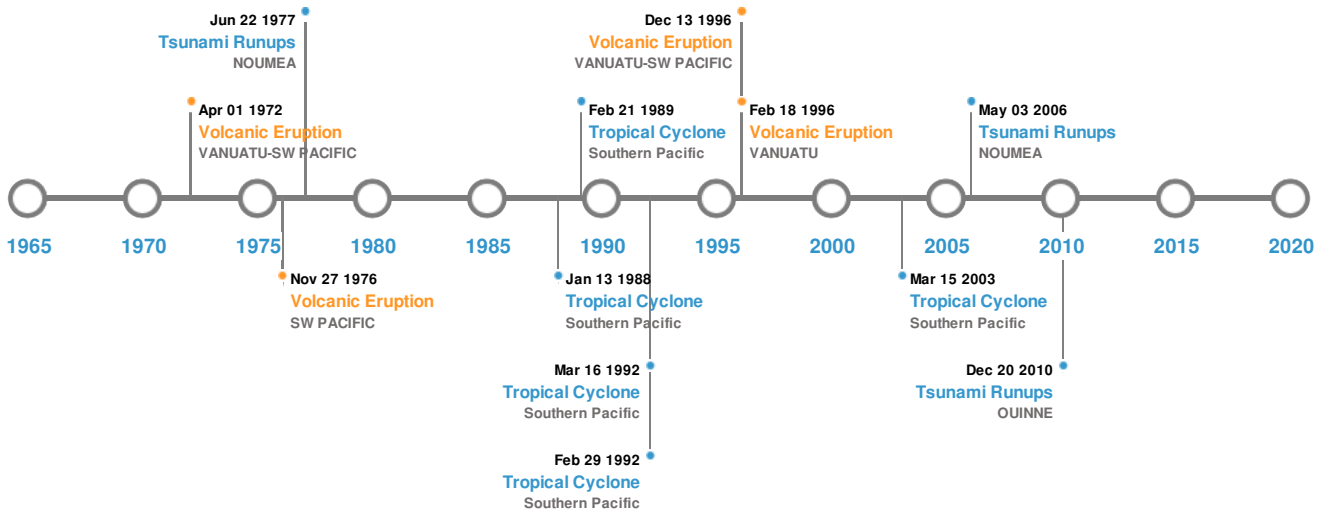 Jun 22 1977
Tsunami Runups
NOUMEA
Dec 13 1996
Volcanic Eruption
VANUATU-SW PACIFIC
Apr 01 1972
Volcanic Eruption
VANUATU-SW PACIFIC
Feb 21 1989
Tropical Cyclone
Southern Pacific
Feb 18 1996
Volcanic Eruption
VANUATU
May 03 2006
Tsunami Runups
NOUMEA
1965 1970 1975 1980 1985 1990 1995 2000 2005 2010 2015 2020
Nov 27 1976
Volcanic Eruption
SW PACIFIC
Jan 13 1988
Tropical Cyclone
Southern Pacific
Mar 15 2003
Tropical Cyclone
Southern Pacific
Mar 16 1992
Tropical Cyclone
Southern Pacific
Dec 20 2010
Tsunami Runups
OUINNE
Feb 29 1992
Tropical Cyclone
Southern Pacific